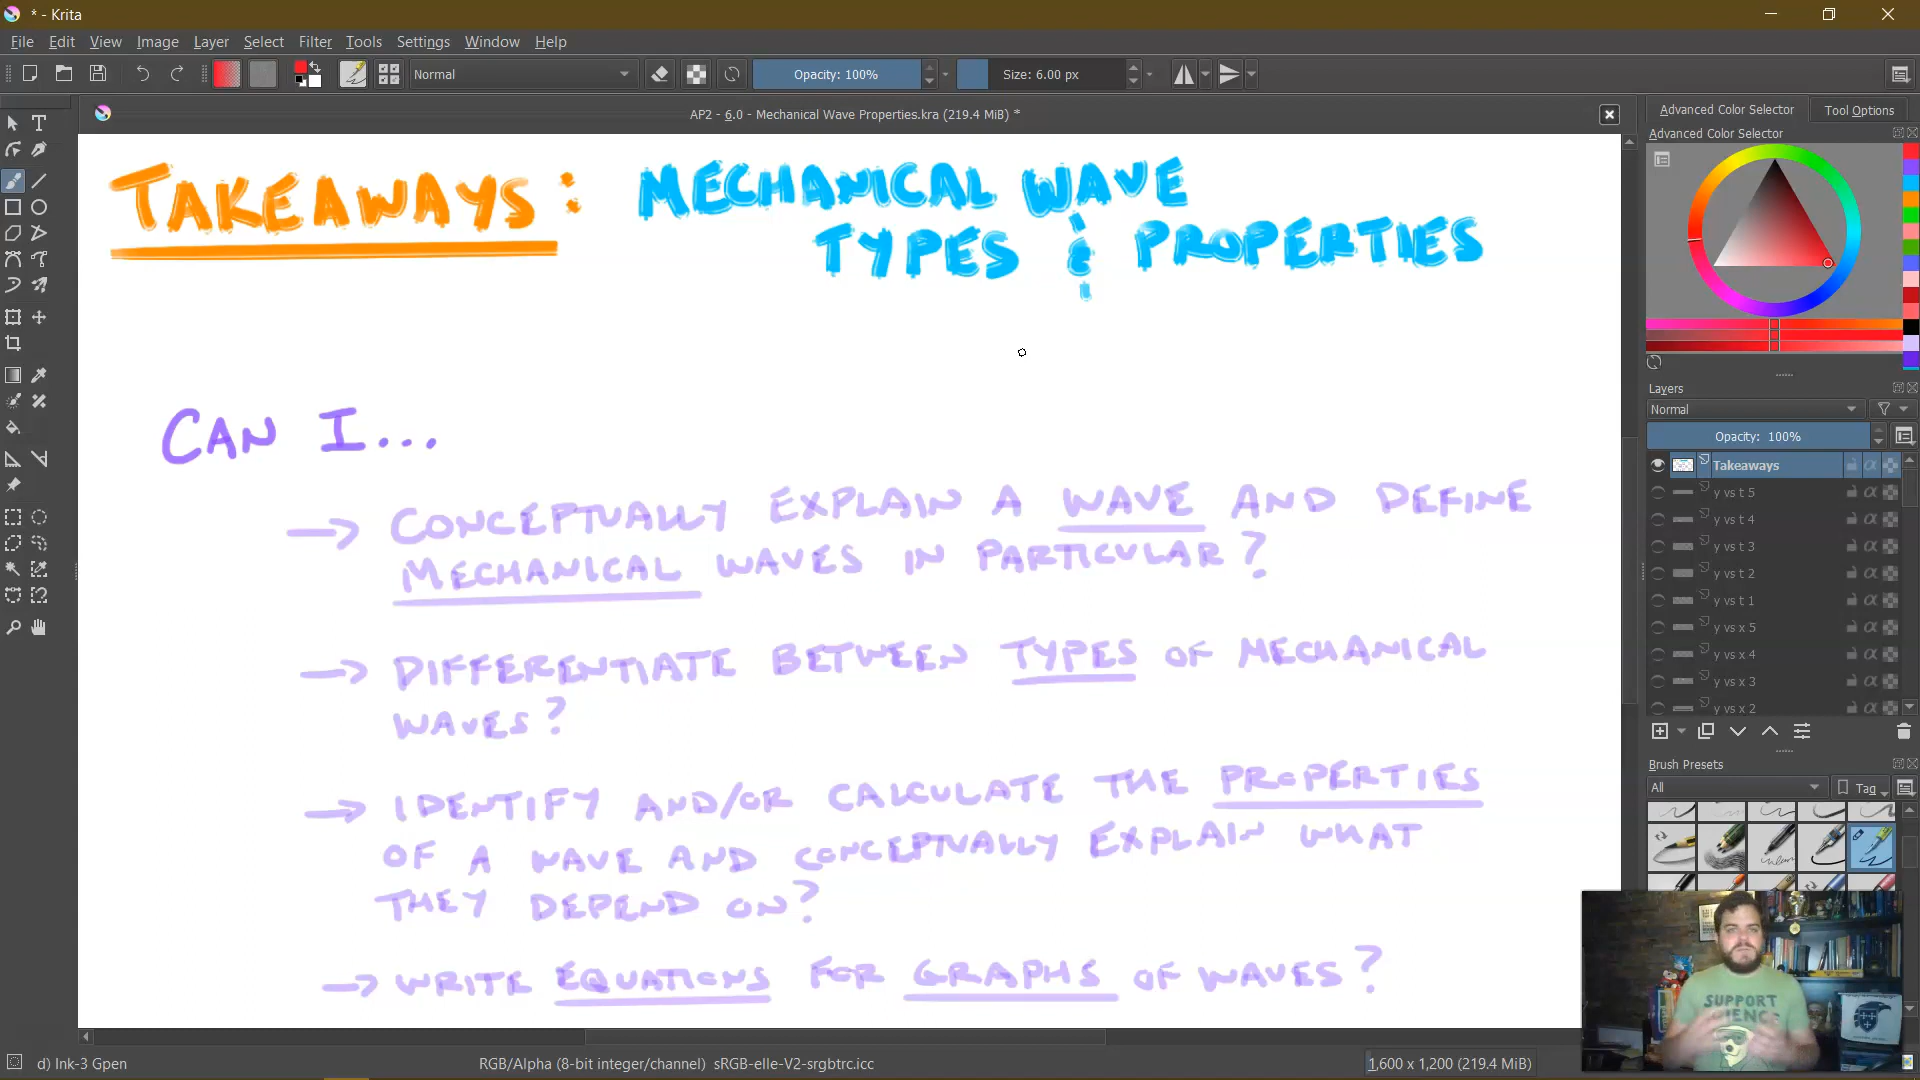 * - Krita
File Edit View Image Layer Select Filter Tools Settings Window Help
Normal Opacity: 100% Size: 6.00 px
AP2 - 6.0 - Mechanical Wave Properties.kra (219.4 MiB) *
Advanced Color Selector Tool Options
Advanced Color Selector
TAKEAWAYS: MECHANICAL WAVE
TYPES & PROPERTIES
CAN I...
→ CONCEPTUALLY EXPLAIN A WAVE AND DEFINE
MECHANICAL WAVES IN PARTICULAR?
→ DIFFERENTIATE BETWEEN TYPES OF MECHANICAL
WAVES?
→ IDENTIFY AND/OR CALCULATE THE PROPERTIES
OF A WAVE AND CONCEPTUALLY EXPLAIN WHAT
THEY DEPEND ON?
→ WRITE EQUATIONS FOR GRAPHS OF WAVES?
Layers
Normal
Opacity: 100%
Takeaways
y vs t 5
y vs t 4
y vs t 3
y vs t 2
y vs t 1
y vs x 5
y vs x 4
y vs x 3
y vs x 2
Brush Presets
All Tag
SUPPORT
SCIENCE
d) Ink-3 Gpen
RGB/Alpha (8-bit integer/channel) sRGB-elle-V2-srgbtrc.icc
1,600 x 1,200 (219.4 MiB)